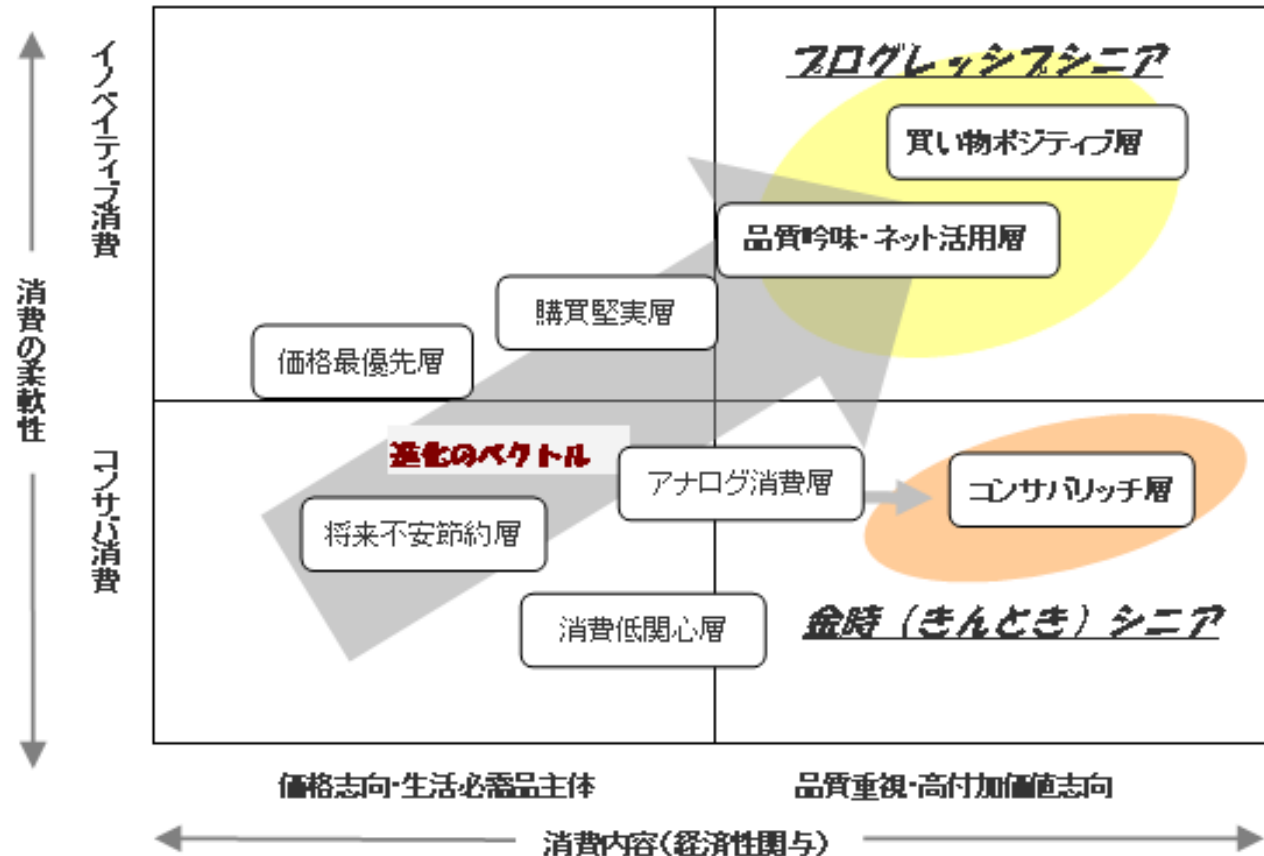 イノベイティブ消費
プログレッシブシニア
買い物ポジティブ層
品質吟味・ネット活用層
購買堅実層
価格最優先層
消費の柔軟性
進化のベクトル
アナログ消費層
コンサバリッチ層
コンサバ消費
将来不安節約層
消費低関心層
金時（きんとき）シニア
価格志向・生活必需品主体
品質重視・高付加価値志向
消費内容（経済性関与）